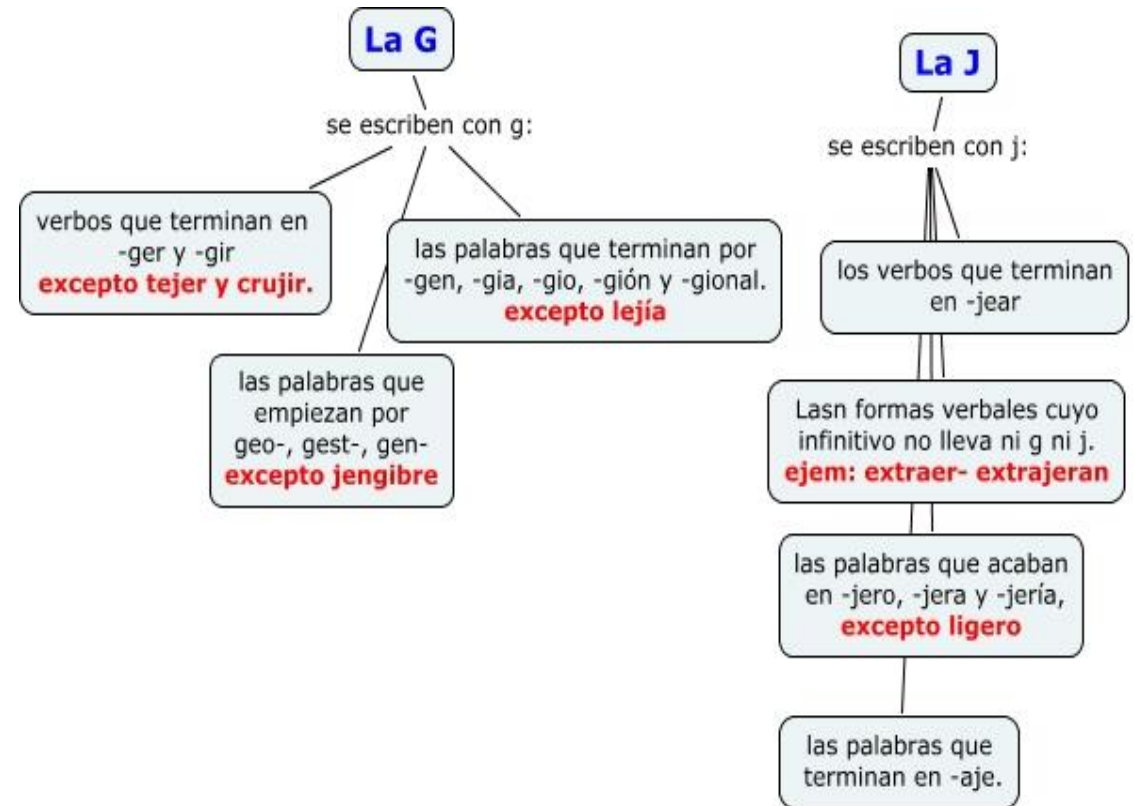 La G
se escriben con g:
verbos que terminan en
-ger y -gir
excepto tejer y crujir.
las palabras que terminan por
-gen, -gia, -gio, -gión y -gional.
excepto lejía
las palabras que
empiezan por
geo-, gest-, gen-
excepto jengibre
La J
se escriben con j:
los verbos que terminan
en -jear
Lasn formas verbales cuyo
infinitivo no lleva ni g ni j.
ejem: extraer- extrajeran
las palabras que acaban
en -jero, -jera y -jería,
excepto ligero
las palabras que
terminan en -aje.